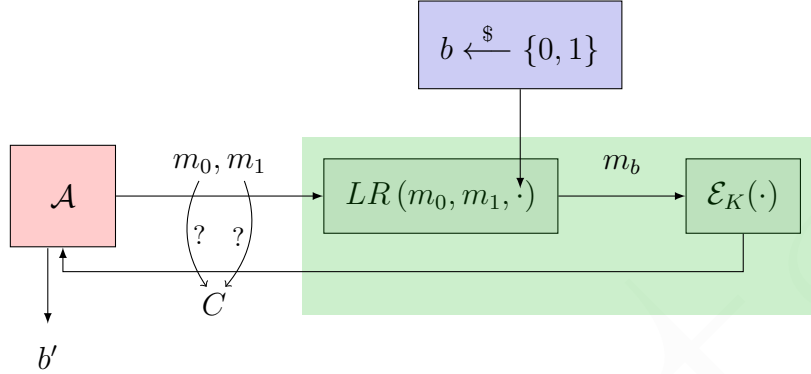 b ←$ {0, 1}
m₀, m₁
𝒜
LR (m₀, m₁, ·)
m_b
ℰ_K(·)
? ?
C
b′